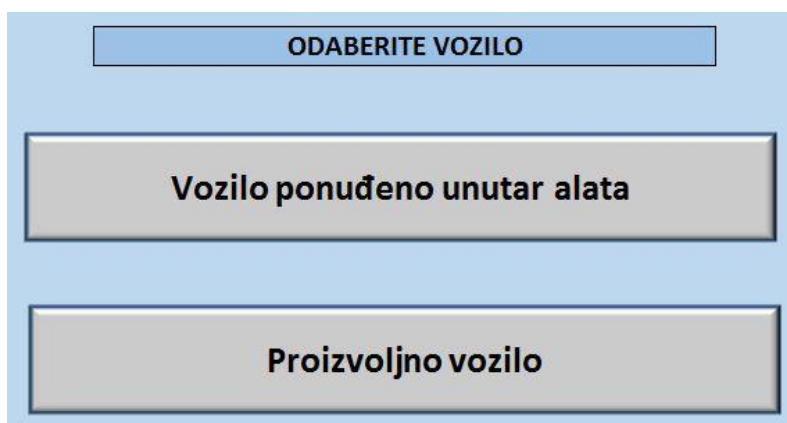 ODABERITE VOZILO
Vozilo ponuđeno unutar alata
Proizvoljno vozilo